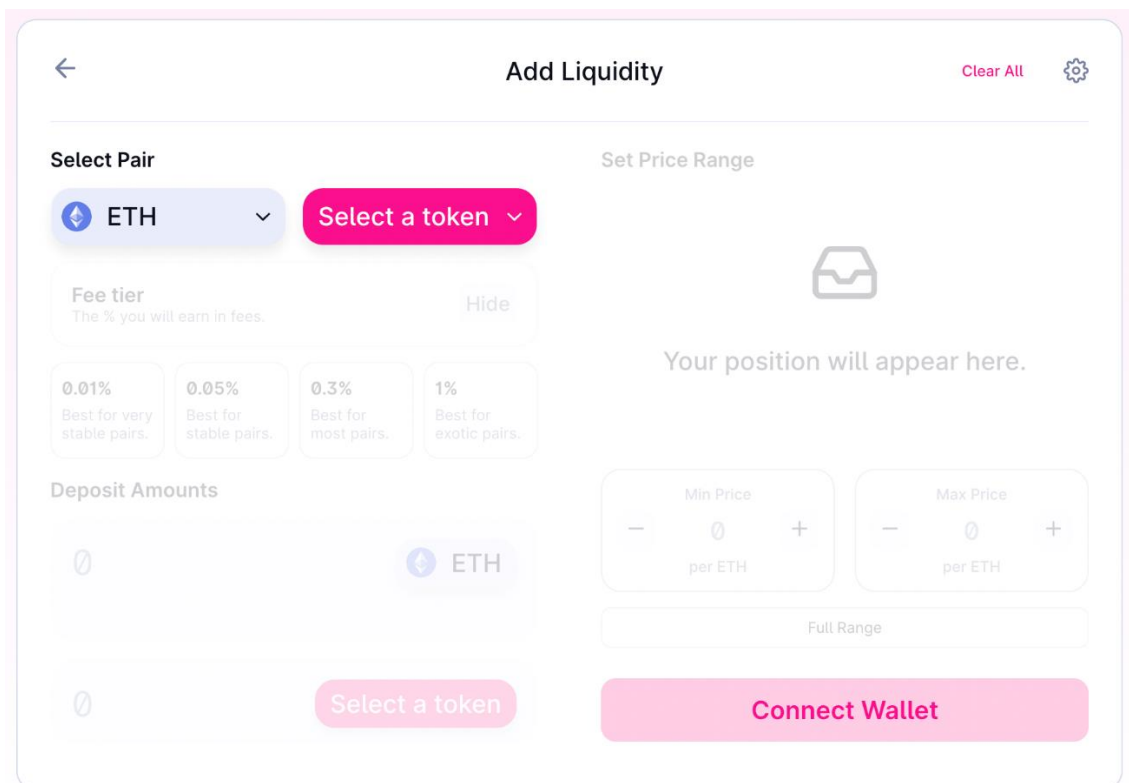 Add Liquidity
Clear All
Select Pair
ETH
Select a token
Fee tier
The % you will earn in fees.
Hide
0.01%
Best for very
stable pairs.
0.05%
Best for
stable pairs.
0.3%
Best for
most pairs.
1%
Best for
exotic pairs.
Deposit Amounts
0
ETH
0
Select a token
Set Price Range
Your position will appear here.
Min Price
0
per ETH
Max Price
0
per ETH
Full Range
Connect Wallet